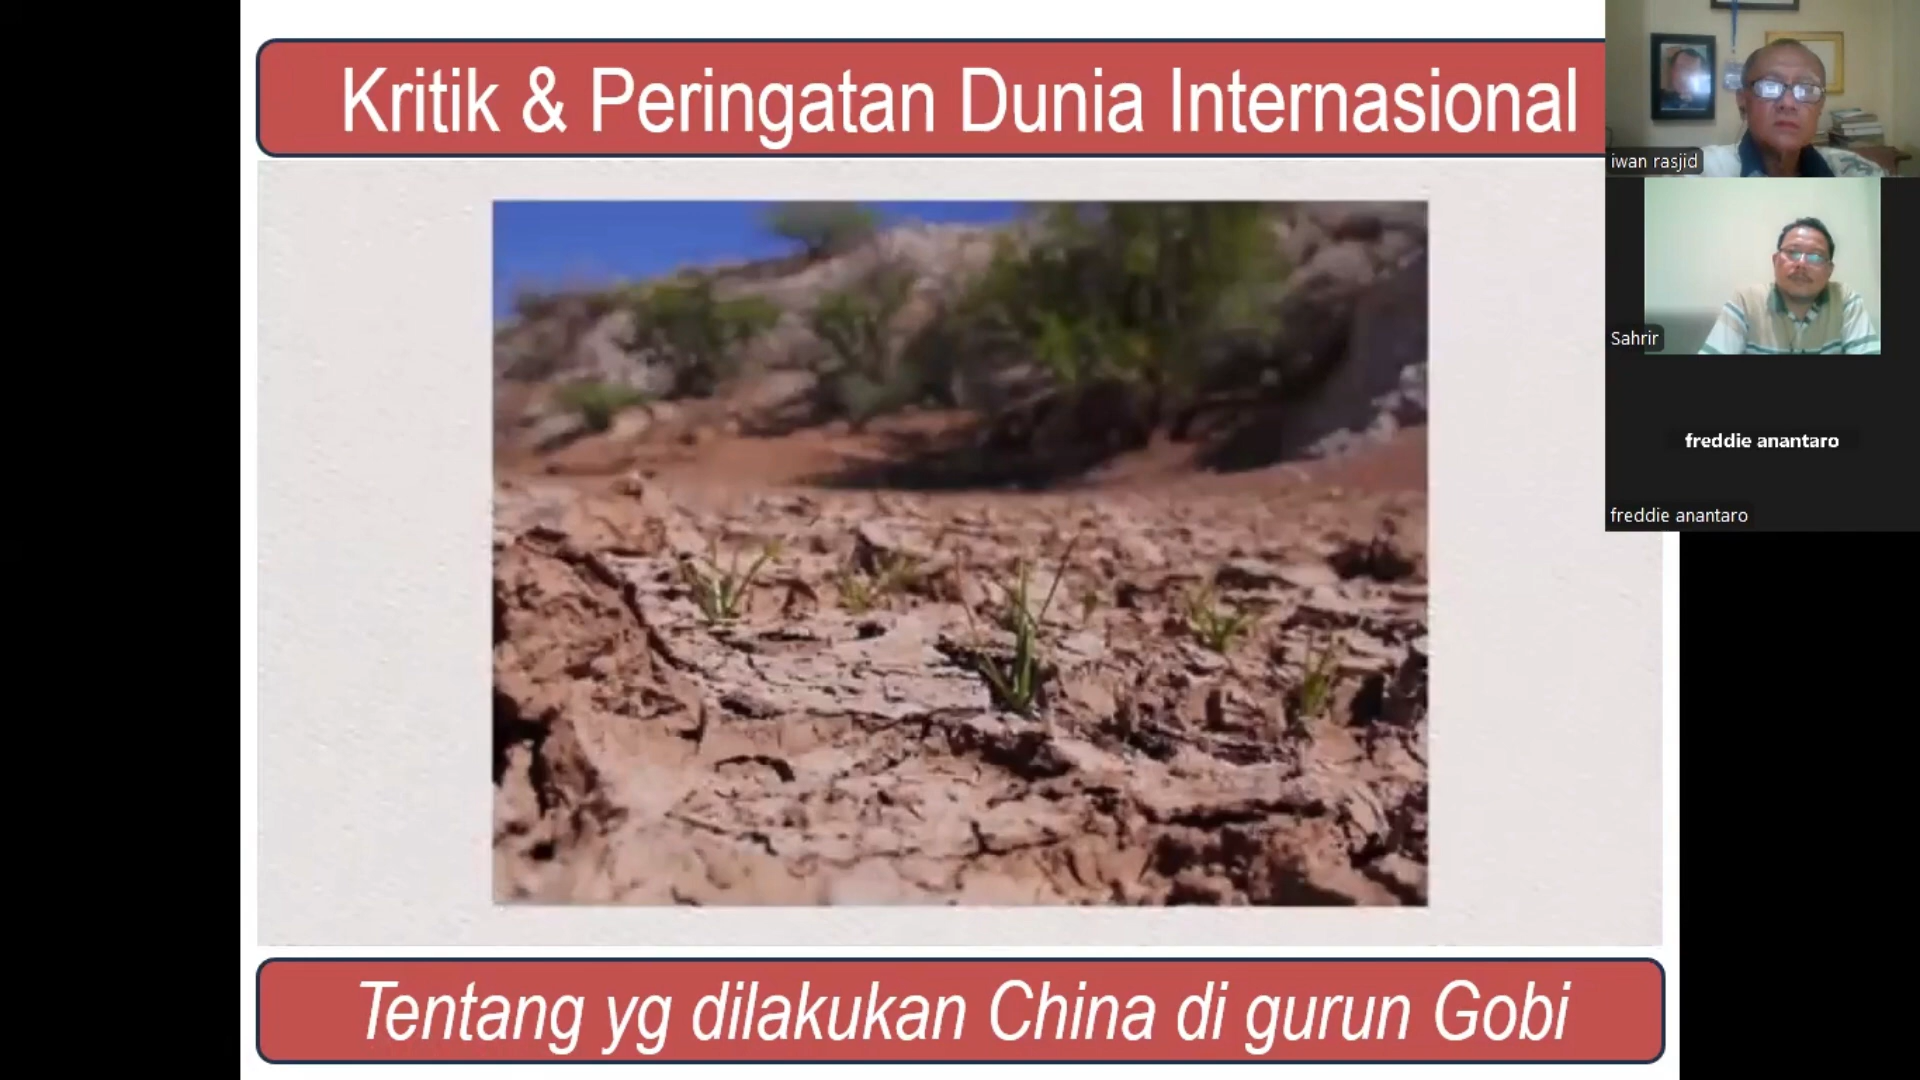 Kritik & Peringatan Dunia Internasional
iwan rasjid
Sahrir
freddie anantaro
freddie anantaro
Tentang yg dilakukan China di gurun Gobi